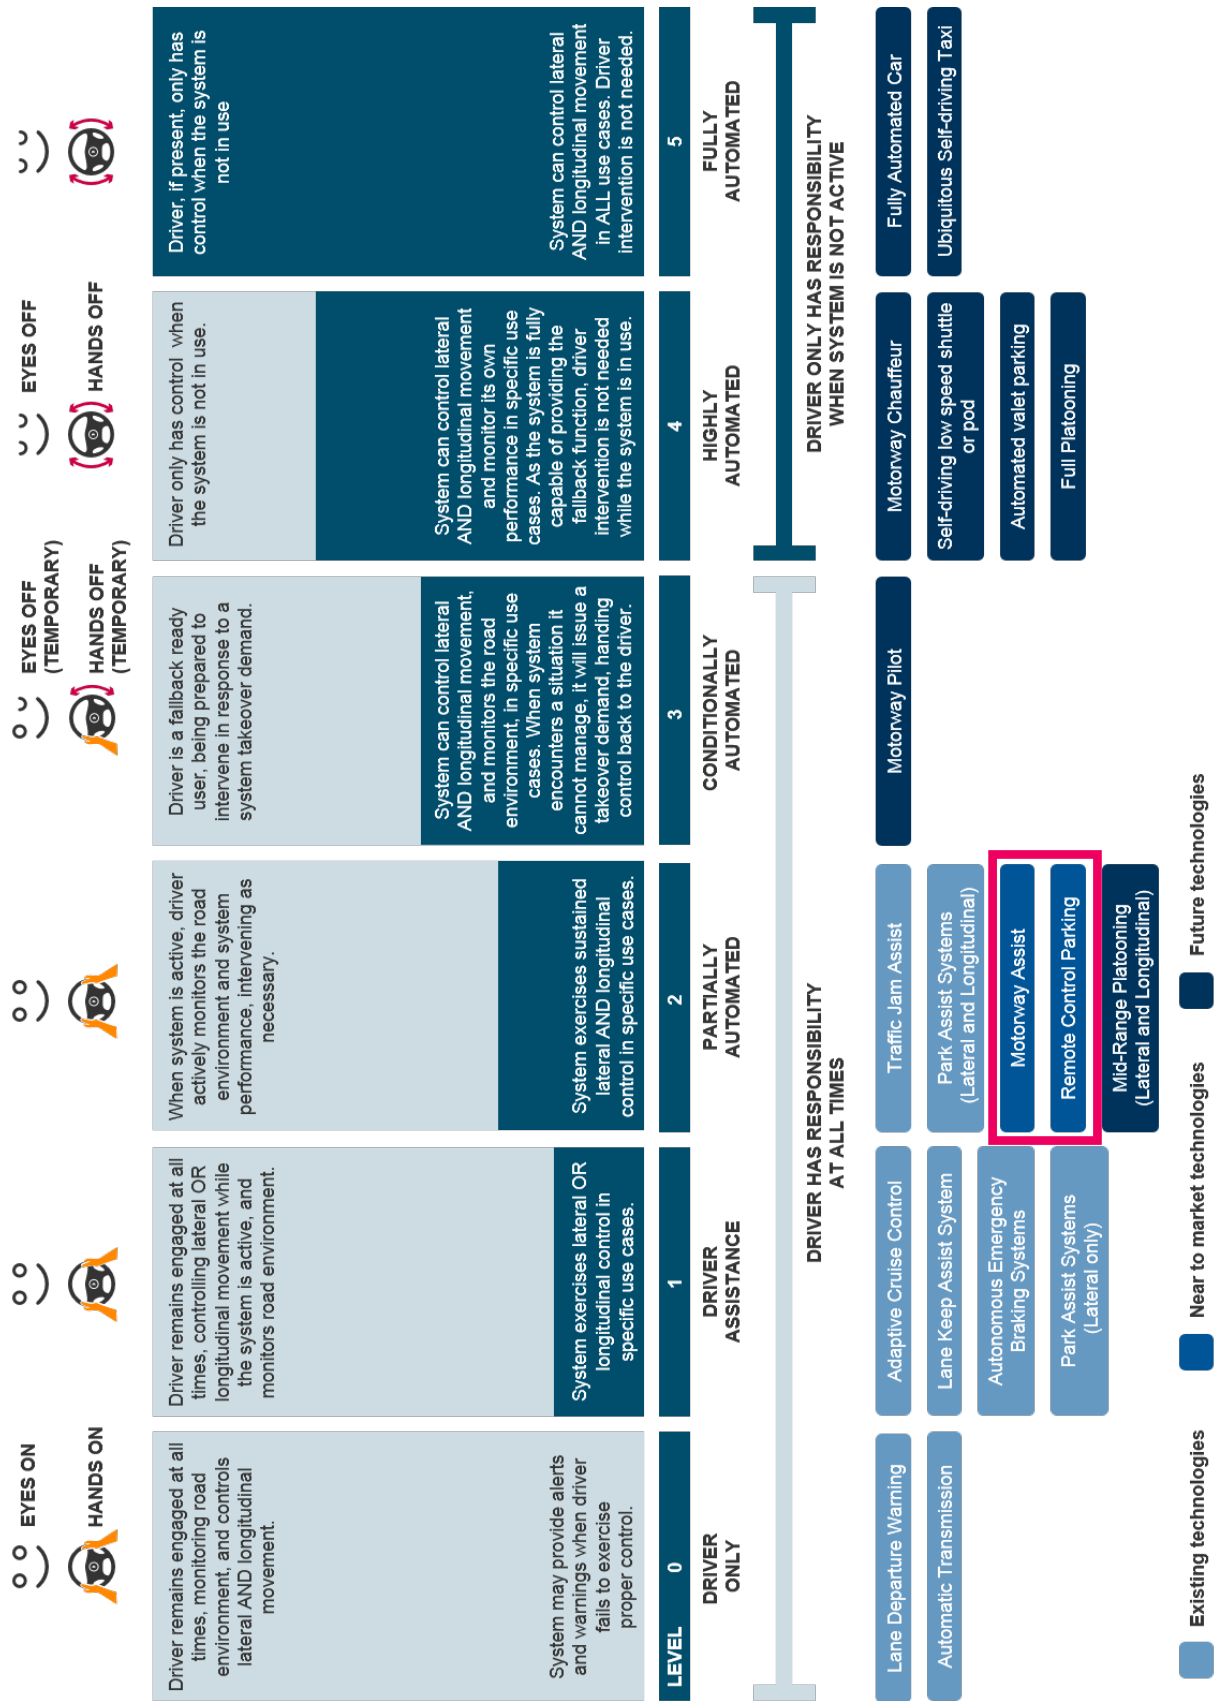 EYES ON
HANDS ON
EYES OFF
(TEMPORARY)
HANDS OFF
(TEMPORARY)
EYES OFF
HANDS OFF
Driver remains engaged at all
times, monitoring road
environment, and controls
lateral AND longitudinal
movement.
System may provide alerts
and warnings when driver
fails to exercise
proper control.
Driver remains engaged at all
times, controlling lateral OR
longitudinal movement while
the system is active, and
monitors road environment.
System exercises lateral OR
longitudinal control in
specific use cases.
When system is active, driver
actively monitors the road
environment and system
performance, intervening as
necessary.
System exercises sustained
lateral AND longitudinal
control in specific use cases.
Driver is a fallback ready
user, being prepared to
intervene in response to a
system takeover demand.
System can control lateral
AND longitudinal movement,
and monitors the road
environment, in specific use
cases. When system
encounters a situation it
cannot manage, it will issue a
takeover demand, handing
control back to the driver.
Driver only has control when
the system is not in use.
System can control lateral
AND longitudinal movement
and monitor its own
performance in specific use
cases. As the system is fully
capable of providing the
fallback function, driver
intervention is not needed
while the system is in use.
Driver, if present, only has
control when the system is
not in use
System can control lateral
AND longitudinal movement
in ALL use cases. Driver
intervention is not needed.
LEVEL 0
1
2
3
4
5
DRIVER
ONLY
DRIVER
ASSISTANCE
PARTIALLY
AUTOMATED
CONDITIONALLY
AUTOMATED
HIGHLY
AUTOMATED
FULLY
AUTOMATED
DRIVER HAS RESPONSIBILITY
AT ALL TIMES
DRIVER ONLY HAS RESPONSIBILITY
WHEN SYSTEM IS NOT ACTIVE
Lane Departure Warning
Automatic Transmission
Adaptive Cruise Control
Lane Keep Assist System
Autonomous Emergency
Braking Systems
Park Assist Systems
(Lateral only)
Traffic Jam Assist
Park Assist Systems
(Lateral and Longitudinal)
Motorway Assist
Remote Control Parking
Mid-Range Platooning
(Lateral and Longitudinal)
Motorway Pilot
Motorway Chauffeur
Self-driving low speed shuttle
or pod
Automated valet parking
Full Platooning
Fully Automated Car
Ubiquitous Self-driving Taxi
Existing technologies
Near to market technologies
Future technologies